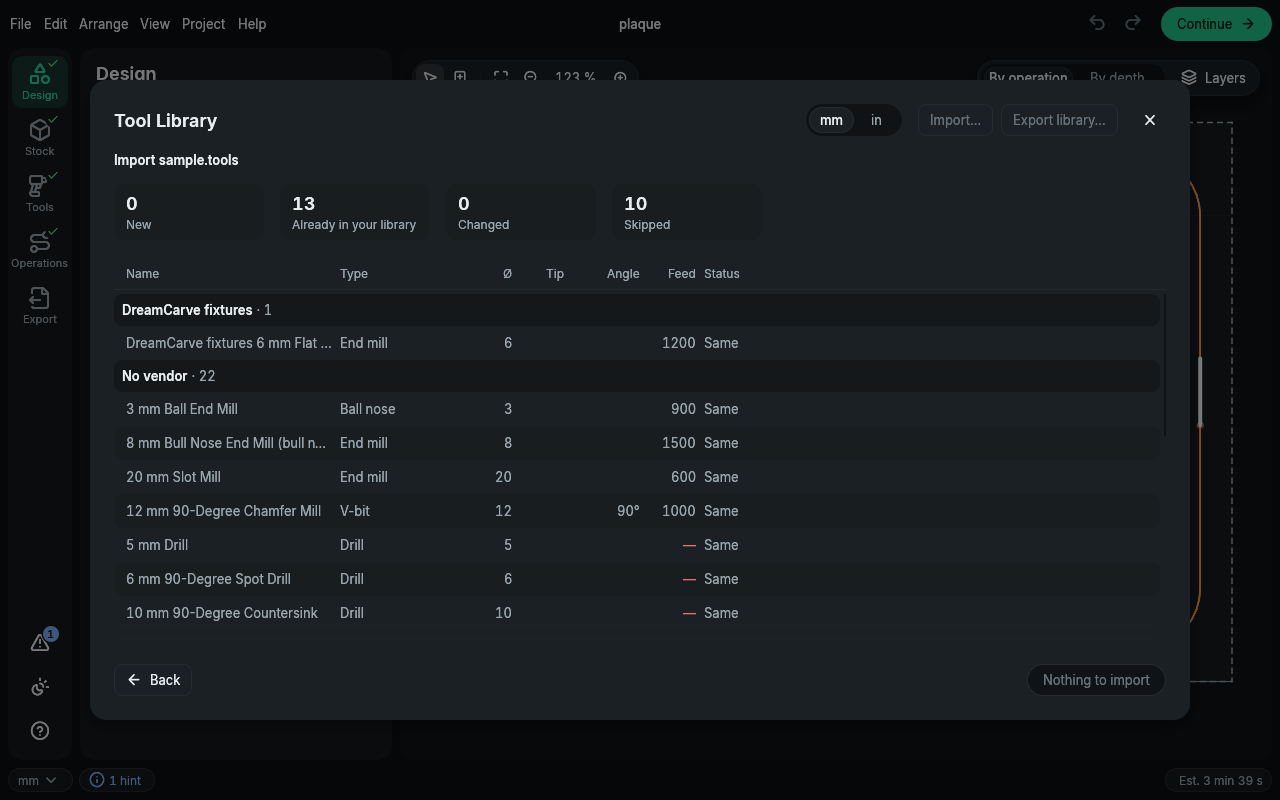 File Edit Arrange View Project Help
plaque
Continue
Design
123 %
By operation By depth Layers
Design
Stock
Tools
Operations
Export
1
Tool Library
mm in
Import...
Export library...
Import sample.tools
0
New
13
Already in your library
0
Changed
10
Skipped
Name Type Ø Tip Angle Feed Status
DreamCarve fixtures · 1
DreamCarve fixtures 6 mm Flat ... End mill 6 1200 Same
No vendor · 22
3 mm Ball End Mill Ball nose 3 900 Same
8 mm Bull Nose End Mill (bull n... End mill 8 1500 Same
20 mm Slot Mill End mill 20 600 Same
12 mm 90-Degree Chamfer Mill V-bit 12 90° 1000 Same
5 mm Drill Drill 5 — Same
6 mm 90-Degree Spot Drill Drill 6 — Same
10 mm 90-Degree Countersink Drill 10 — Same
Back
Nothing to import
mm
1 hint
Est. 3 min 39 s